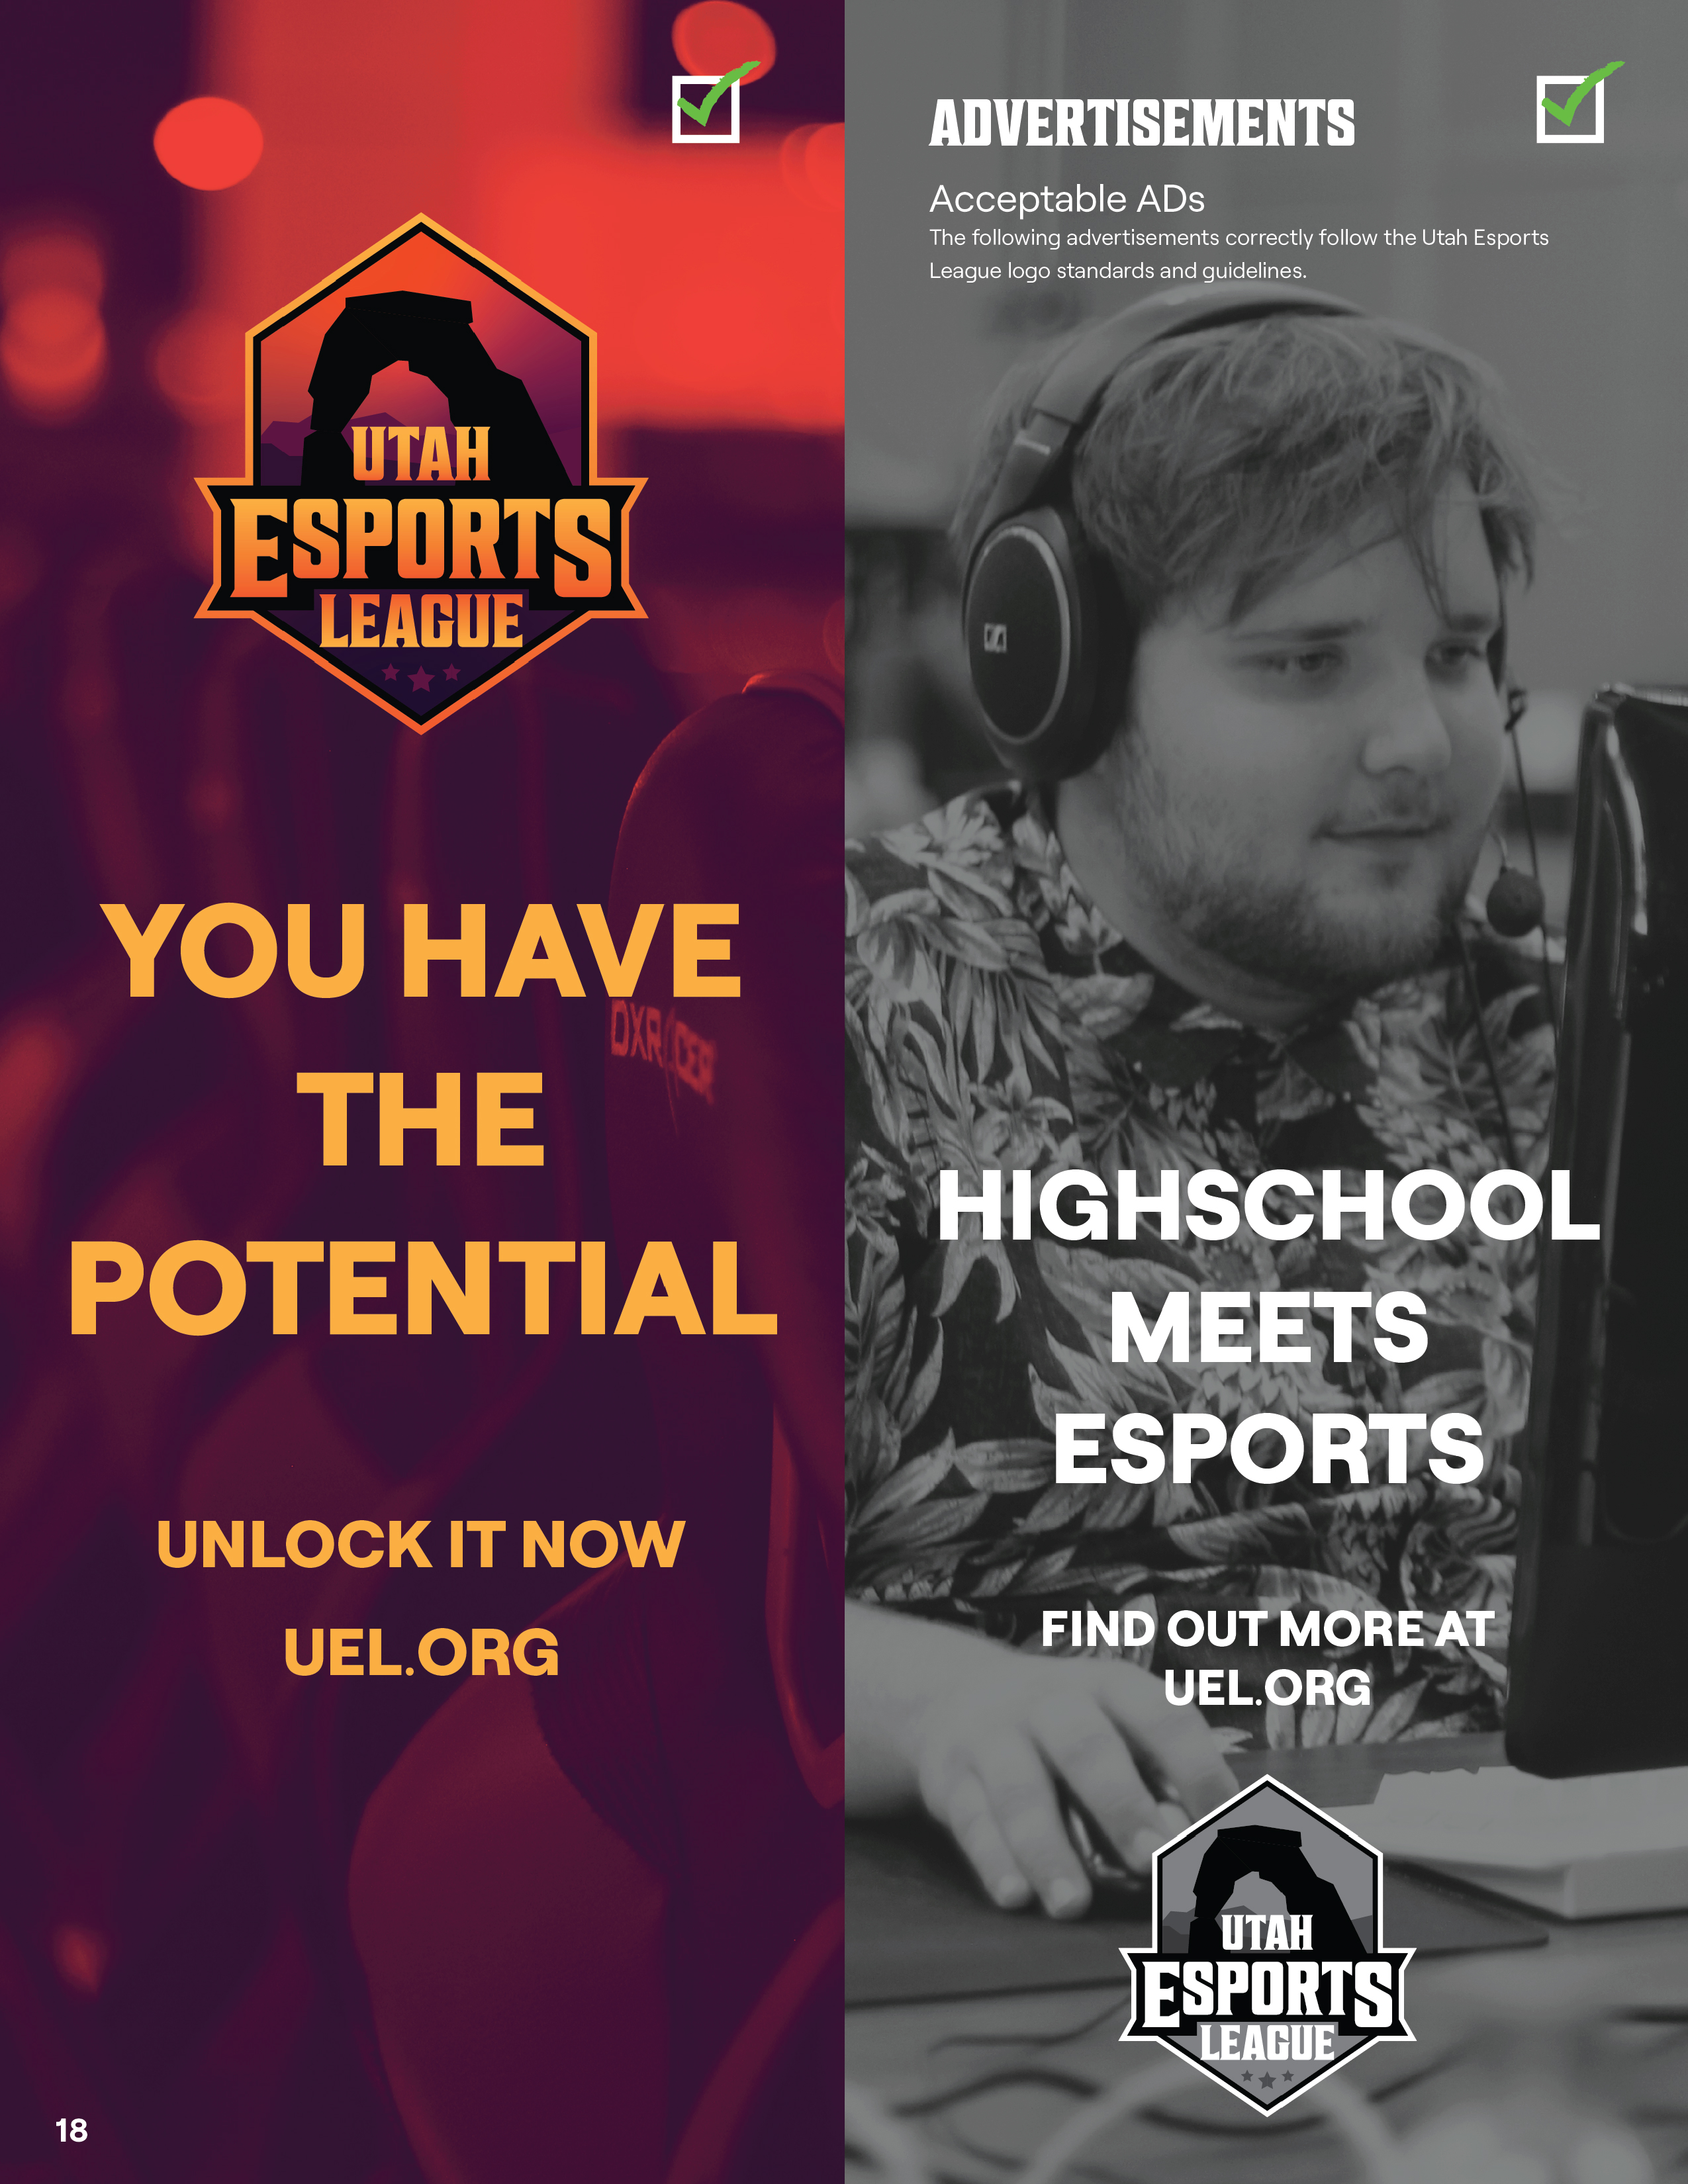 UTAH
ESPORTS
LEAGUE
YOU HAVE
THE
POTENTIAL
DXRACER
UNLOCK IT NOW
UEL.ORG
18
ADVERTISEMENTS
Acceptable ADs
The following advertisements correctly follow the Utah Esports
League logo standards and guidelines.
HIGHSCHOOL
MEETS
ESPORTS
FIND OUT MORE AT
UEL.ORG
UTAH
ESPORTS
LEAGUE